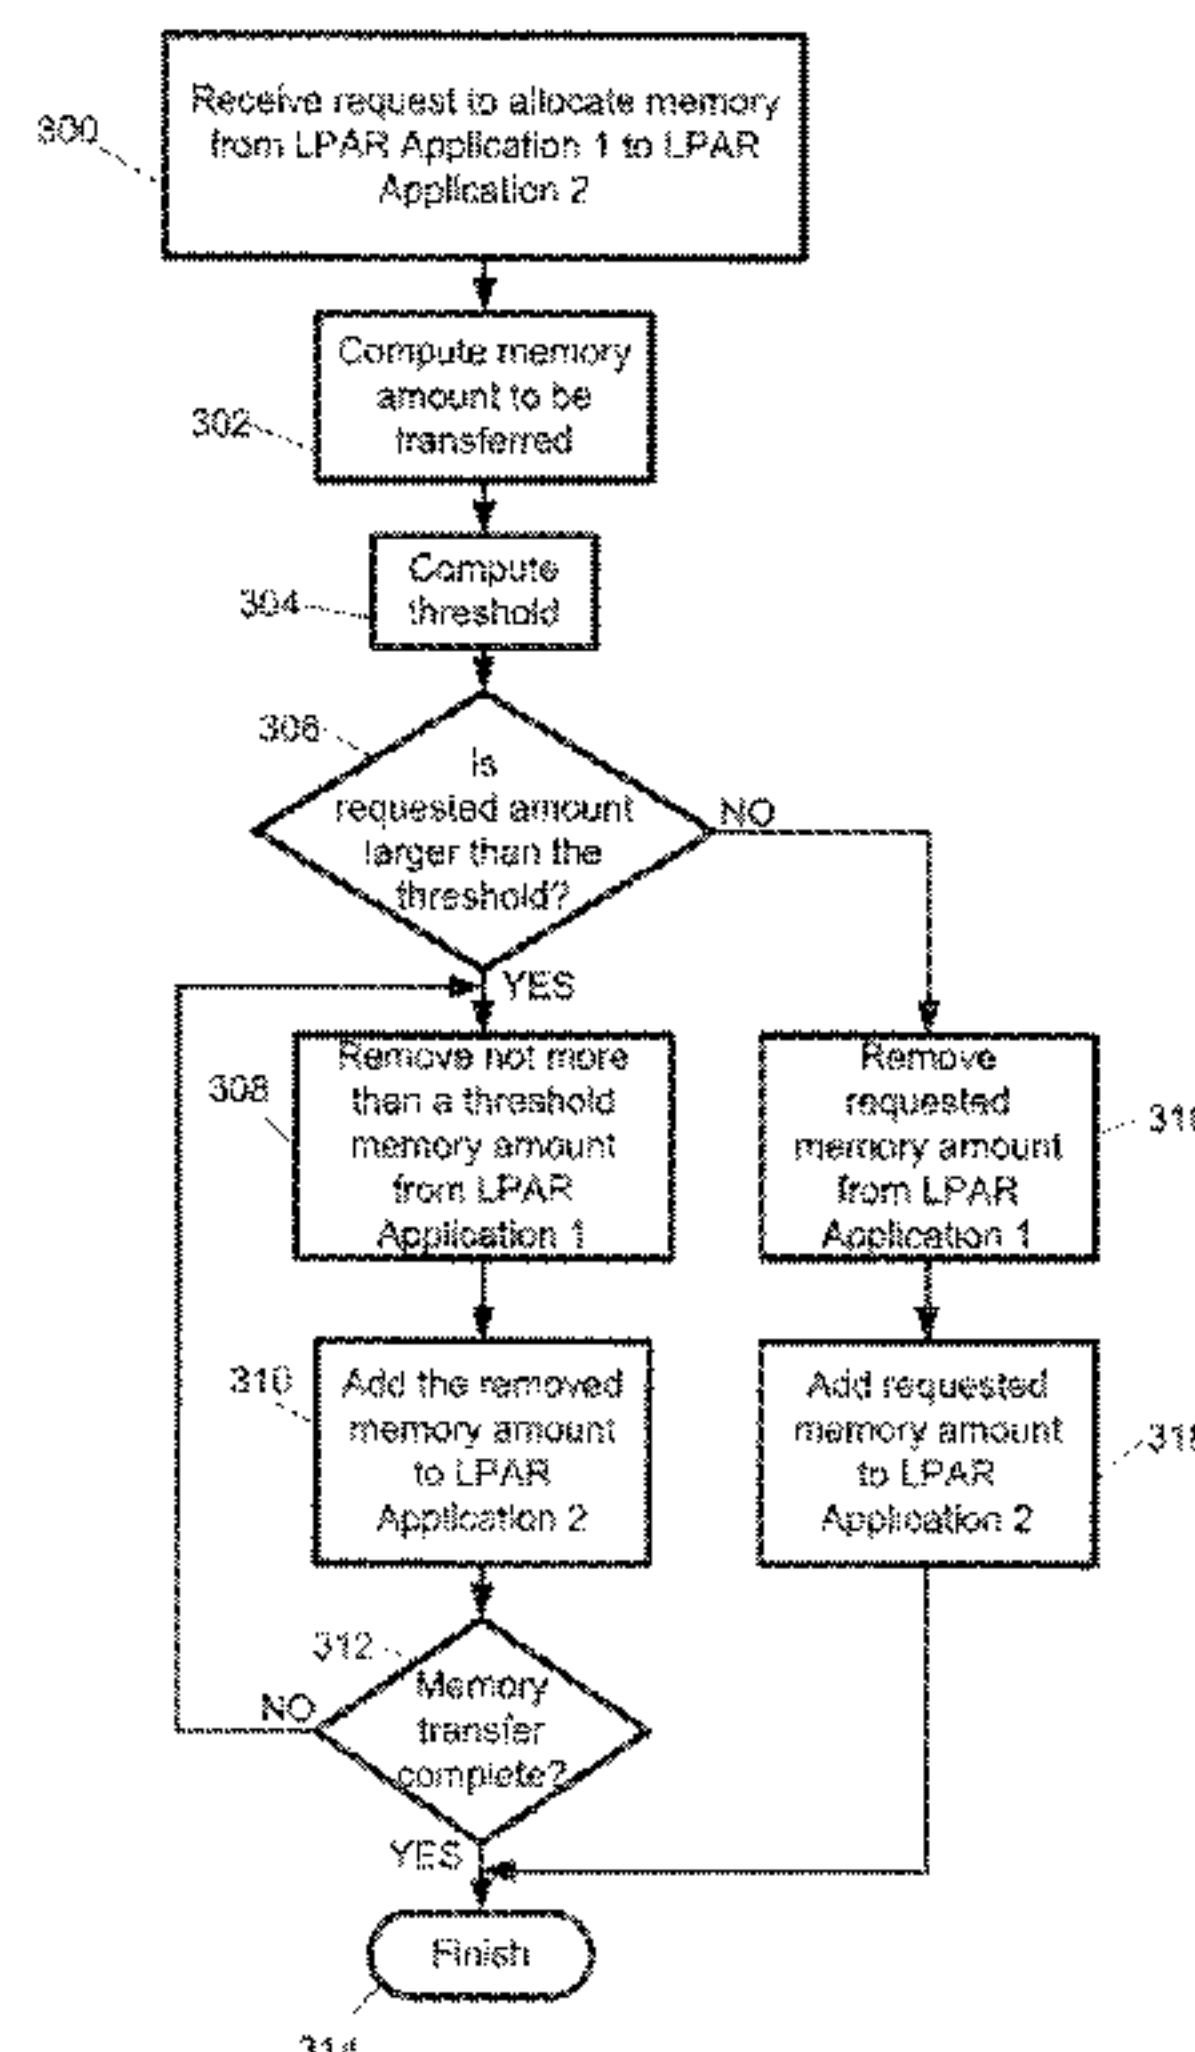 300
Receive request to allocate memory
from LPAR Application 1 to LPAR
Application 2
302
Compute memory
amount to be
transferred
304
Compute
threshold
306
Is
requested amount
larger than the
threshold?
NO
YES
308
Remove not more
than a threshold
memory amount
from LPAR
Application 1
Remove
requested
memory amount
from LPAR
Application 1
310
Add the removed
memory amount
to LPAR
Application 2
Add requested
memory amount
to LPAR
Application 2
312
Memory
transfer
complete?
NO
YES
Finish
314